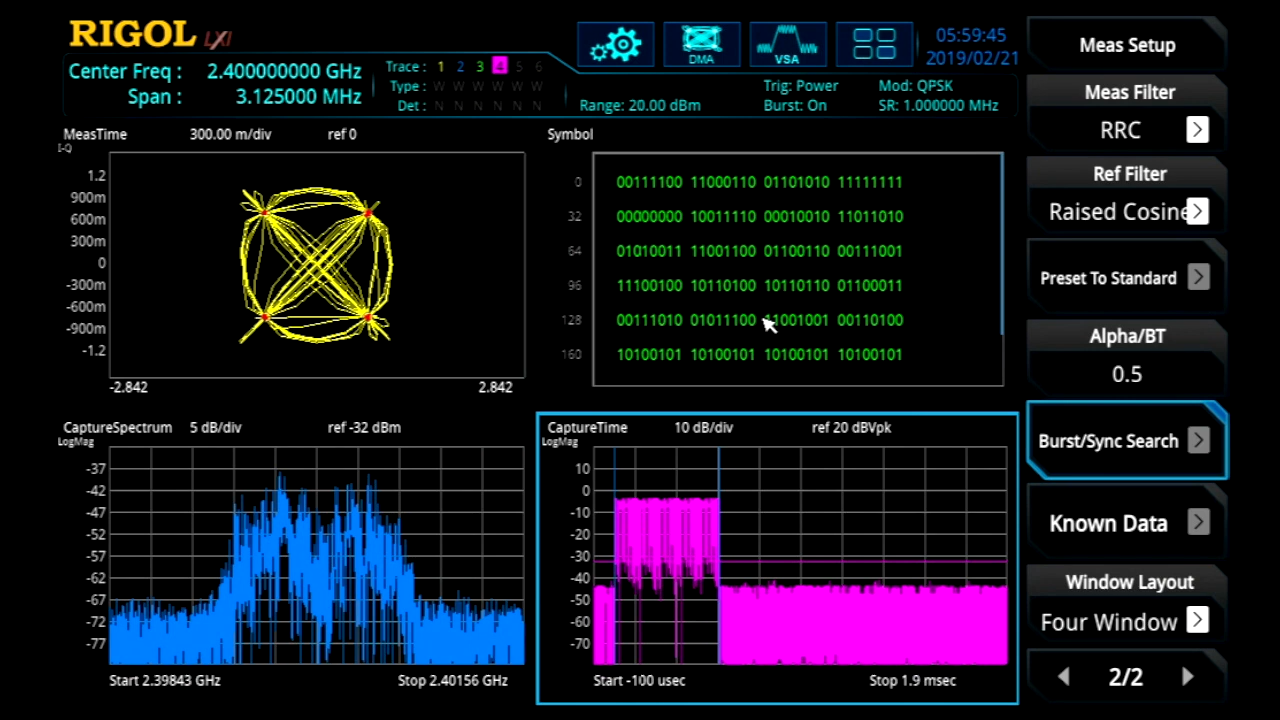 RIGOL LXI
DMA
VSA
05:59:45
2019/02/21
Center Freq : 2.400000000 GHz
Span : 3.125000 MHz
Trace : 1 2 3 4 5 6
Type : W W W W W W
Det : N N N N N N
Range: 20.00 dBm
Trig: Power
Burst: On
Mod: QPSK
SR: 1.000000 MHz
MeasTime 300.00 m/div ref 0
I-Q
1.2
900m
600m
300m
0
-300m
-600m
-900m
-1.2
-2.842 2.842
Symbol
0 00111100 11000110 01101010 11111111
32 00000000 10011110 00010010 11011010
64 01010011 11001100 01100110 00111001
96 11100100 10110100 10110110 01100011
128 00111010 01011100 11001001 00110100
160 10100101 10100101 10100101 10100101
CaptureSpectrum 5 dB/div ref -32 dBm
LogMag
-37
-42
-47
-52
-57
-62
-67
-72
-77
Start 2.39843 GHz Stop 2.40156 GHz
CaptureTime 10 dB/div ref 20 dBVpk
LogMag
10
0
-10
-20
-30
-40
-50
-60
-70
Start -100 usec Stop 1.9 msec
Meas Setup
Meas Filter
RRC
Ref Filter
Raised Cosine
Preset To Standard
Alpha/BT
0.5
Burst/Sync Search
Known Data
Window Layout
Four Window
2/2